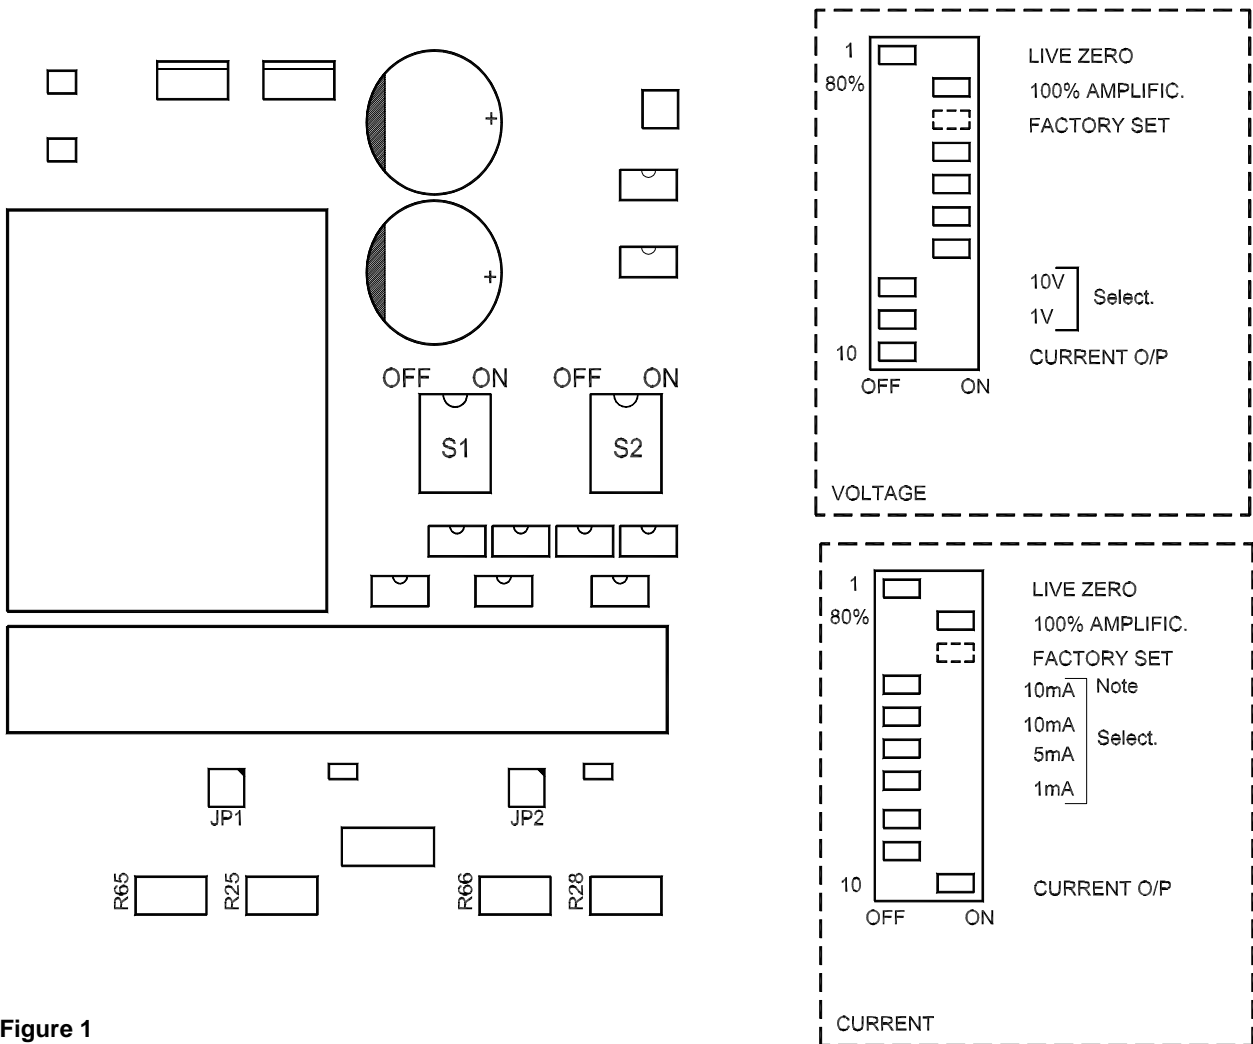 OFF ON OFF ON
S1 S2
JP1 JP2
R65 R25 R66 R28
Figure 1
1 LIVE ZERO
80% 100% AMPLIFIC.
FACTORY SET
10V
Select.
1V
10 CURRENT O/P
OFF ON
VOLTAGE
1 LIVE ZERO
80% 100% AMPLIFIC.
FACTORY SET
10mA Note
10mA
Select.
5mA
1mA
10 CURRENT O/P
OFF ON
CURRENT